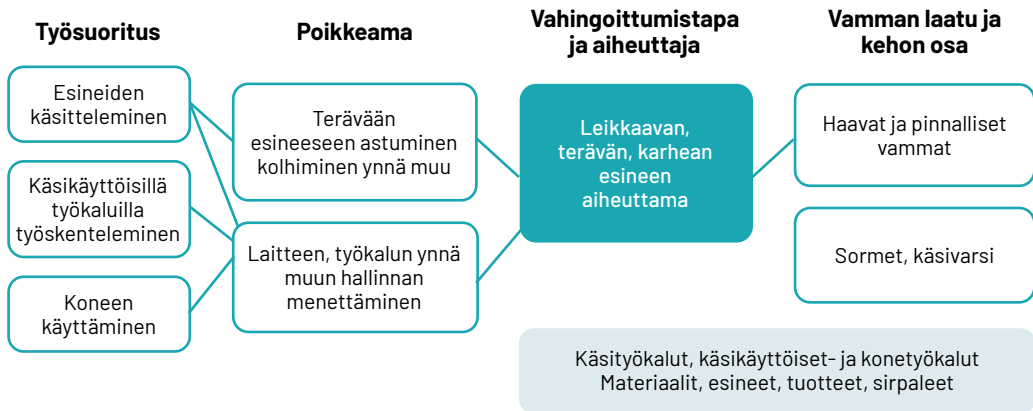 Työsuoritus
Poikkeama
Vahingoittumistapa
ja aiheuttaja
Vamman laatu ja
kehon osa
Esineiden
käsitteleminen
Käsikäyttöisillä
työkaluilla
työskenteleminen
Koneen
käyttäminen
Terävään
esineeseen astuminen
kolhiminen ynnä muu
Laitteen, työkalun ynnä
muun hallinnan
menettäminen
Leikkaavan,
terävän, karhean
esineen
aiheuttama
Haavat ja pinnalliset
vammat
Sormet, käsivarsi
Käsityökalut, käsikäyttöiset- ja konetyökalut
Materiaalit, esineet, tuotteet, sirpaleet